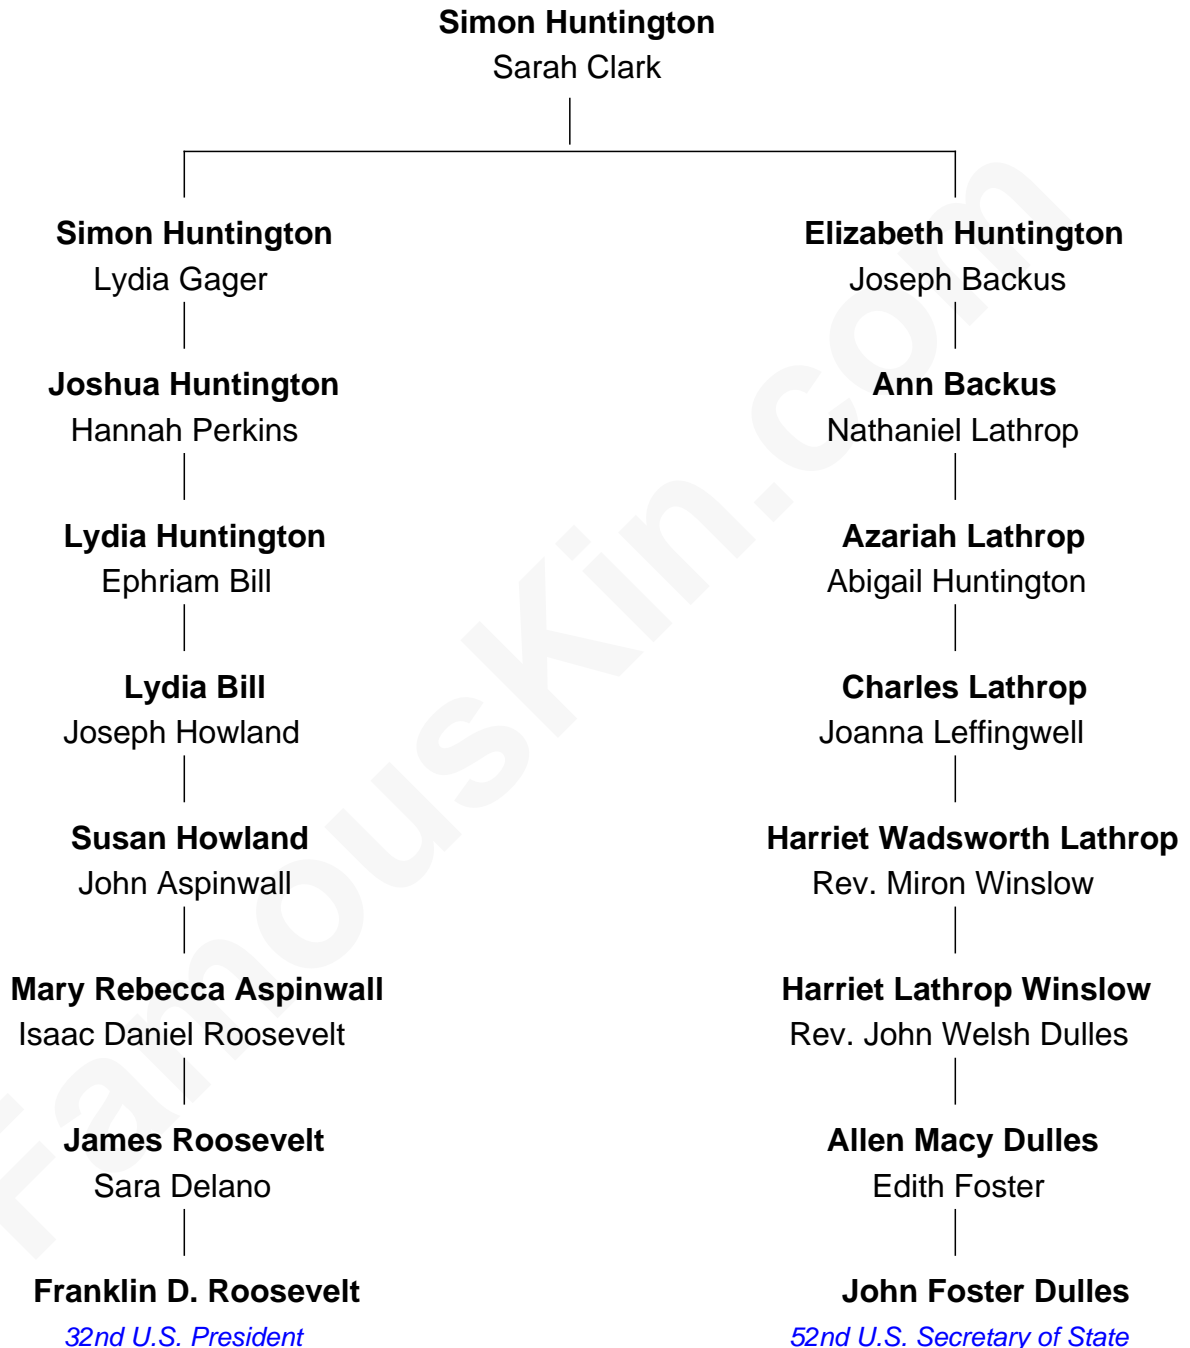 Simon Huntington
Sarah Clark
Simon Huntington
Lydia Gager
Elizabeth Huntington
Joseph Backus
Joshua Huntington
Hannah Perkins
Ann Backus
Nathaniel Lathrop
Lydia Huntington
Ephriam Bill
Azariah Lathrop
Abigail Huntington
Lydia Bill
Joseph Howland
Charles Lathrop
Joanna Leffingwell
Susan Howland
John Aspinwall
Harriet Wadsworth Lathrop
Rev. Miron Winslow
Mary Rebecca Aspinwall
Isaac Daniel Roosevelt
Harriet Lathrop Winslow
Rev. John Welsh Dulles
James Roosevelt
Sara Delano
Allen Macy Dulles
Edith Foster
Franklin D. Roosevelt
32nd U.S. President
John Foster Dulles
52nd U.S. Secretary of State
FamousKin.com